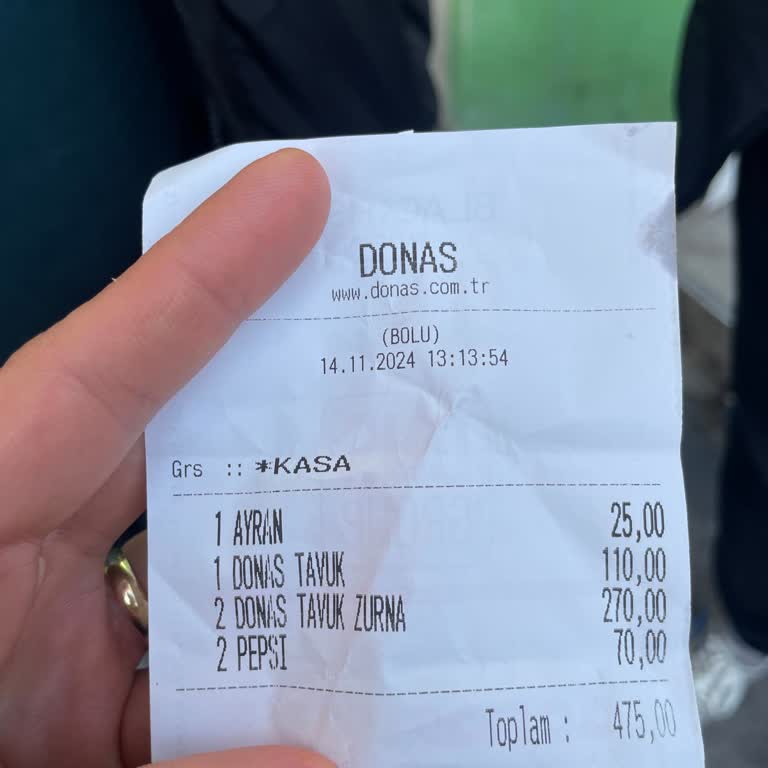 DONAS
www.donas.com.tr
(BOLU)
14.11.2024 13:13:54
Grs :: *KASA
1 AYRAN 25,00
1 DONAS TAVUK 110,00
2 DONAS TAVUK ZURNA 270,00
2 PEPSI 70,00
Toplam : 475,00